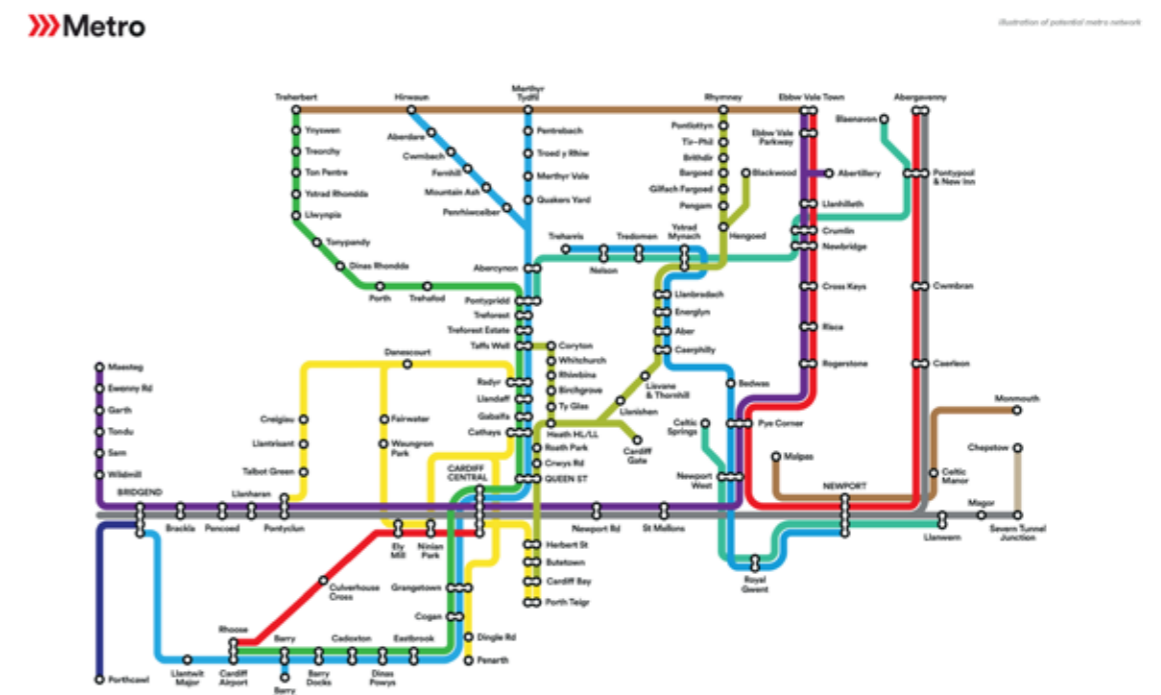 Metro
illustration of potential metro network
Treherbert
Hirwaun
Merthyr
Tydfil
Rhymney
Ebbw Vale Town
Abergavenny
Ynyswen
Treorchy
Ton Pentre
Ystrad Rhondda
Llwynpia
Tonypandy
Dinas Rhondda
Porth
Trehafod
Aberdare
Cwmbach
Fernhill
Mountain Ash
Penrhiwceiber
Pentrebach
Troed y Rhiw
Merthyr Vale
Quakers Yard
Abercynon
Pontypridd
Treforest
Treforest Estate
Taffs Well
Radyr
Llandaff
Gabalfa
Cathays
Pontlottyn
Tir-Phil
Brithdir
Bargoed
Gilfach Fargoed
Pengam
Blackwood
Hengoed
Ebbw Vale
Parkway
Abertillery
Llanhilleth
Crumlin
Newbridge
Cross Keys
Risca
Rogerstone
Blaenavon
Pontypool
& New Inn
Cwmbran
Caerleon
Treharris
Nelson
Tredomen
Ystrad
Mynach
Llanbradach
Energlyn
Aber
Caerphilly
Lisvane
& Thornhill
Llanishen
Cardiff
Gate
Coryton
Whitchurch
Rhiwbina
Birchgrove
Ty Glas
Heath HL/LL
Roath Park
Crwys Rd
QUEEN ST
Bedwas
Pye Corner
Celtic
Springs
Newport
West
Malpas
NEWPORT
Monmouth
Chepstow
Celtic
Manor
Magor
Severn Tunnel
Junction
Llanwern
Royal
Gwent
Maesteg
Ewenny Rd
Garth
Tondu
Sarn
Wildmill
BRIDGEND
Brackla
Pencoed
Llanharan
Pontyclun
Danescourt
Creigiau
Llantrisant
Talbot Green
Fairwater
Waungron
Park
CARDIFF
CENTRAL
Newport Rd
St Mellons
Ely
Mill
Ninian
Park
Herbert St
Butetown
Cardiff Bay
Porth Teigr
Culverhouse
Cross
Grangetown
Cogan
Dingle Rd
Penarth
Rhoose
Barry
Cadoxton
Eastbrook
Porthcawl
Llantwit
Major
Cardiff
Airport
Barry
Docks
Dinas
Powys
Barry